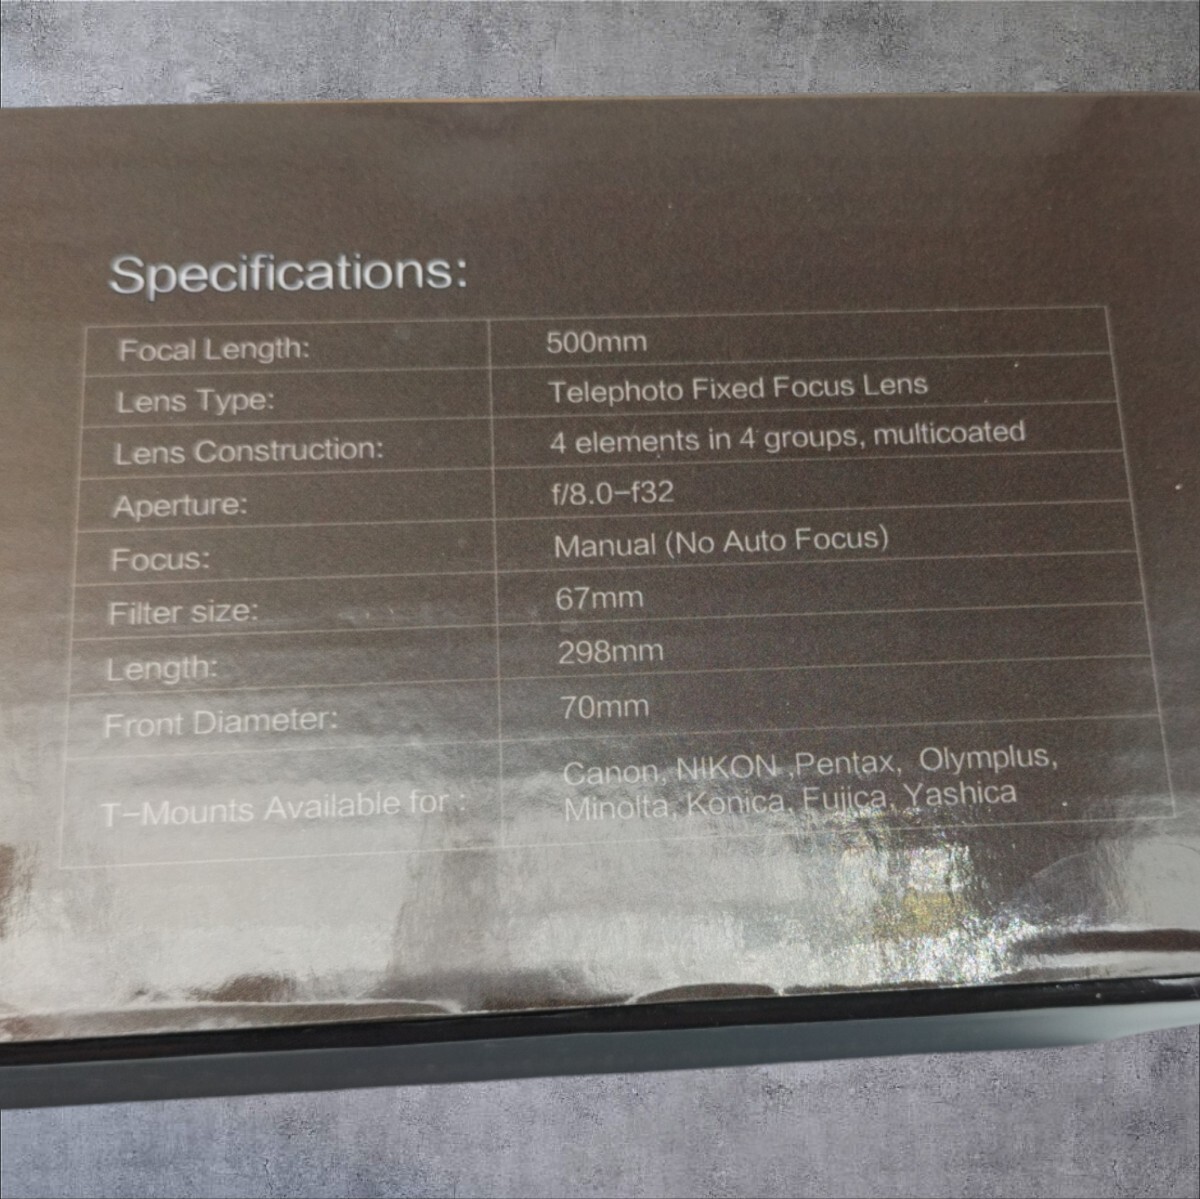 Specifications:
Focal Length: 500mm
Lens Type: Telephoto Fixed Focus Lens
Lens Construction: 4 elements in 4 groups, multicoated
Aperture: f/8.0-f32
Focus: Manual (No Auto Focus)
Filter size: 67mm
Length: 298mm
Front Diameter: 70mm
T-Mounts Available for : Canon, NIKON ,Pentax, Olymplus,
Minolta, Konica, Fujica, Yashica